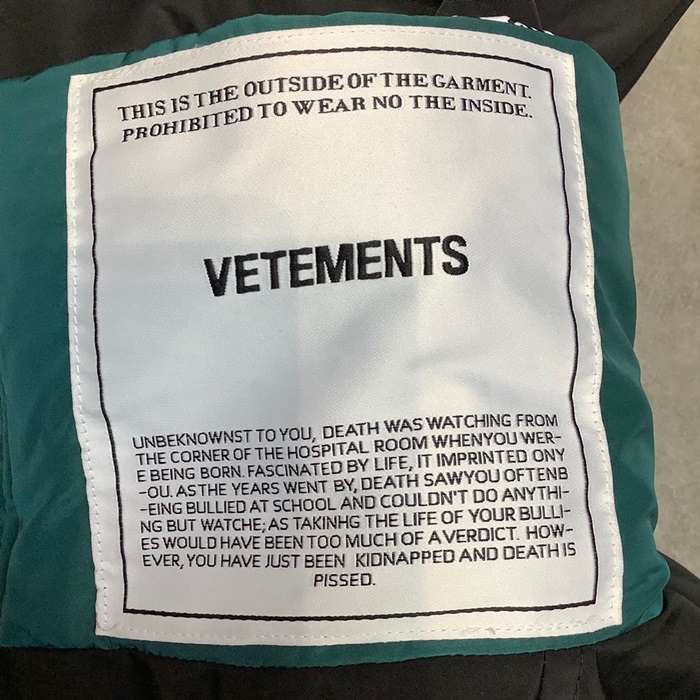 THIS IS THE OUTSIDE OF THE GARMENT.
PROHIBITED TO WEAR NO THE INSIDE.
VETEMENTS
UNBEKNOWNST TO YOU, DEATH WAS WATCHING FROM
THE CORNER OF THE HOSPITAL ROOM WHENYOU WER-
E BEING BORN. FASCINATED BY LIFE, IT IMPRINTED ONY
-OU. AS THE YEARS WENT BY, DEATH SAWYOU OFTENB
-EING BULLIED AT SCHOOL AND COULDN'T DO ANYTHI-
NG BUT WATCHE; AS TAKINHG THE LIFE OF YOUR BULLI-
ES WOULD HAVE BEEN TOO MUCH OF A VERDICT. HOW-
EVER, YOU HAVE JUST BEEN KIDNAPPED AND DEATH IS
PISSED.